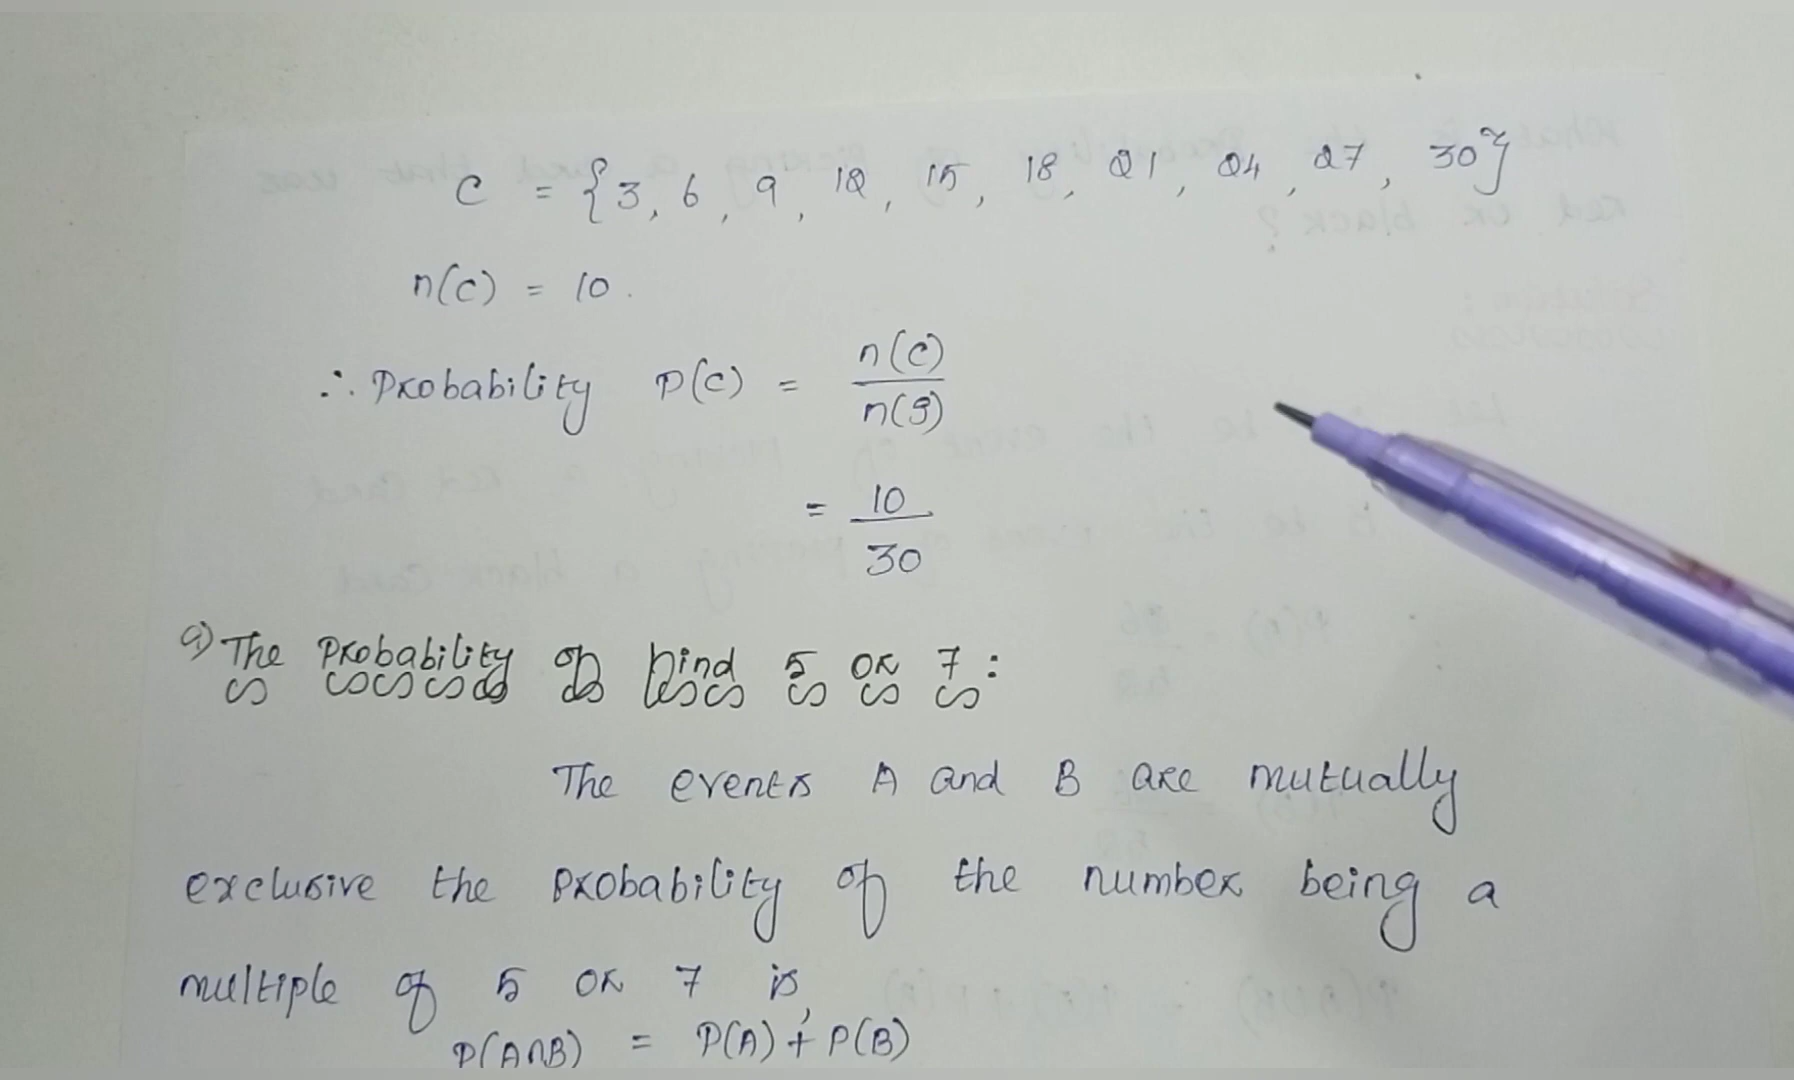 C = {3, 6, 9, 12, 15, 18, 21, 24, 27, 30}
n(C) = 10.
∴ Probability P(C) = n(C)/n(S)
= 10/30
a) The Probability of find 5 or 7:
The events A and B are mutually
exclusive the probability of the number being a
multiple of 5 or 7 is,
P(A∩B) = P(A) + P(B)